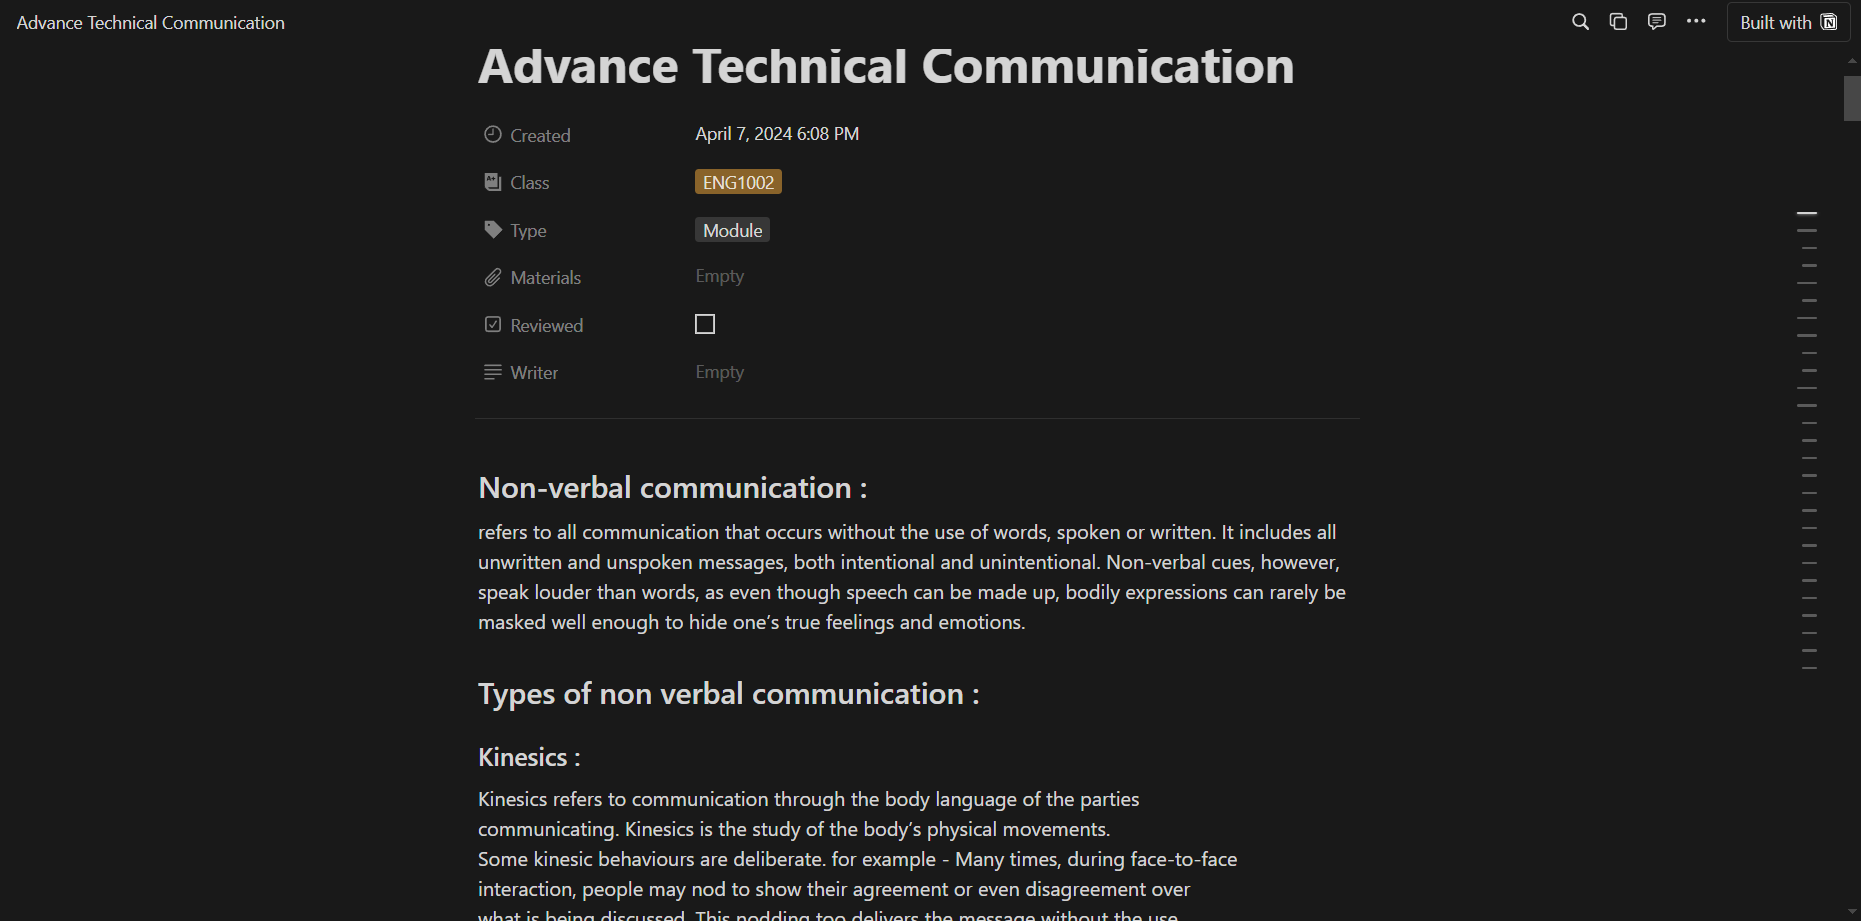 Advance Technical Communication
Built with
Advance Technical Communication
Created
April 7, 2024 6:08 PM
Class
ENG1002
Type
Module
Materials
Empty
Reviewed
Writer
Empty
Non-verbal communication :
refers to all communication that occurs without the use of words, spoken or written. It includes all
unwritten and unspoken messages, both intentional and unintentional. Non-verbal cues, however,
speak louder than words, as even though speech can be made up, bodily expressions can rarely be
masked well enough to hide one’s true feelings and emotions.
Types of non verbal communication :
Kinesics :
Kinesics refers to communication through the body language of the parties
communicating. Kinesics is the study of the body’s physical movements.
Some kinesic behaviours are deliberate. for example - Many times, during face-to-face
interaction, people may nod to show their agreement or even disagreement over
what is being discussed. This nodding too delivers the message without the use